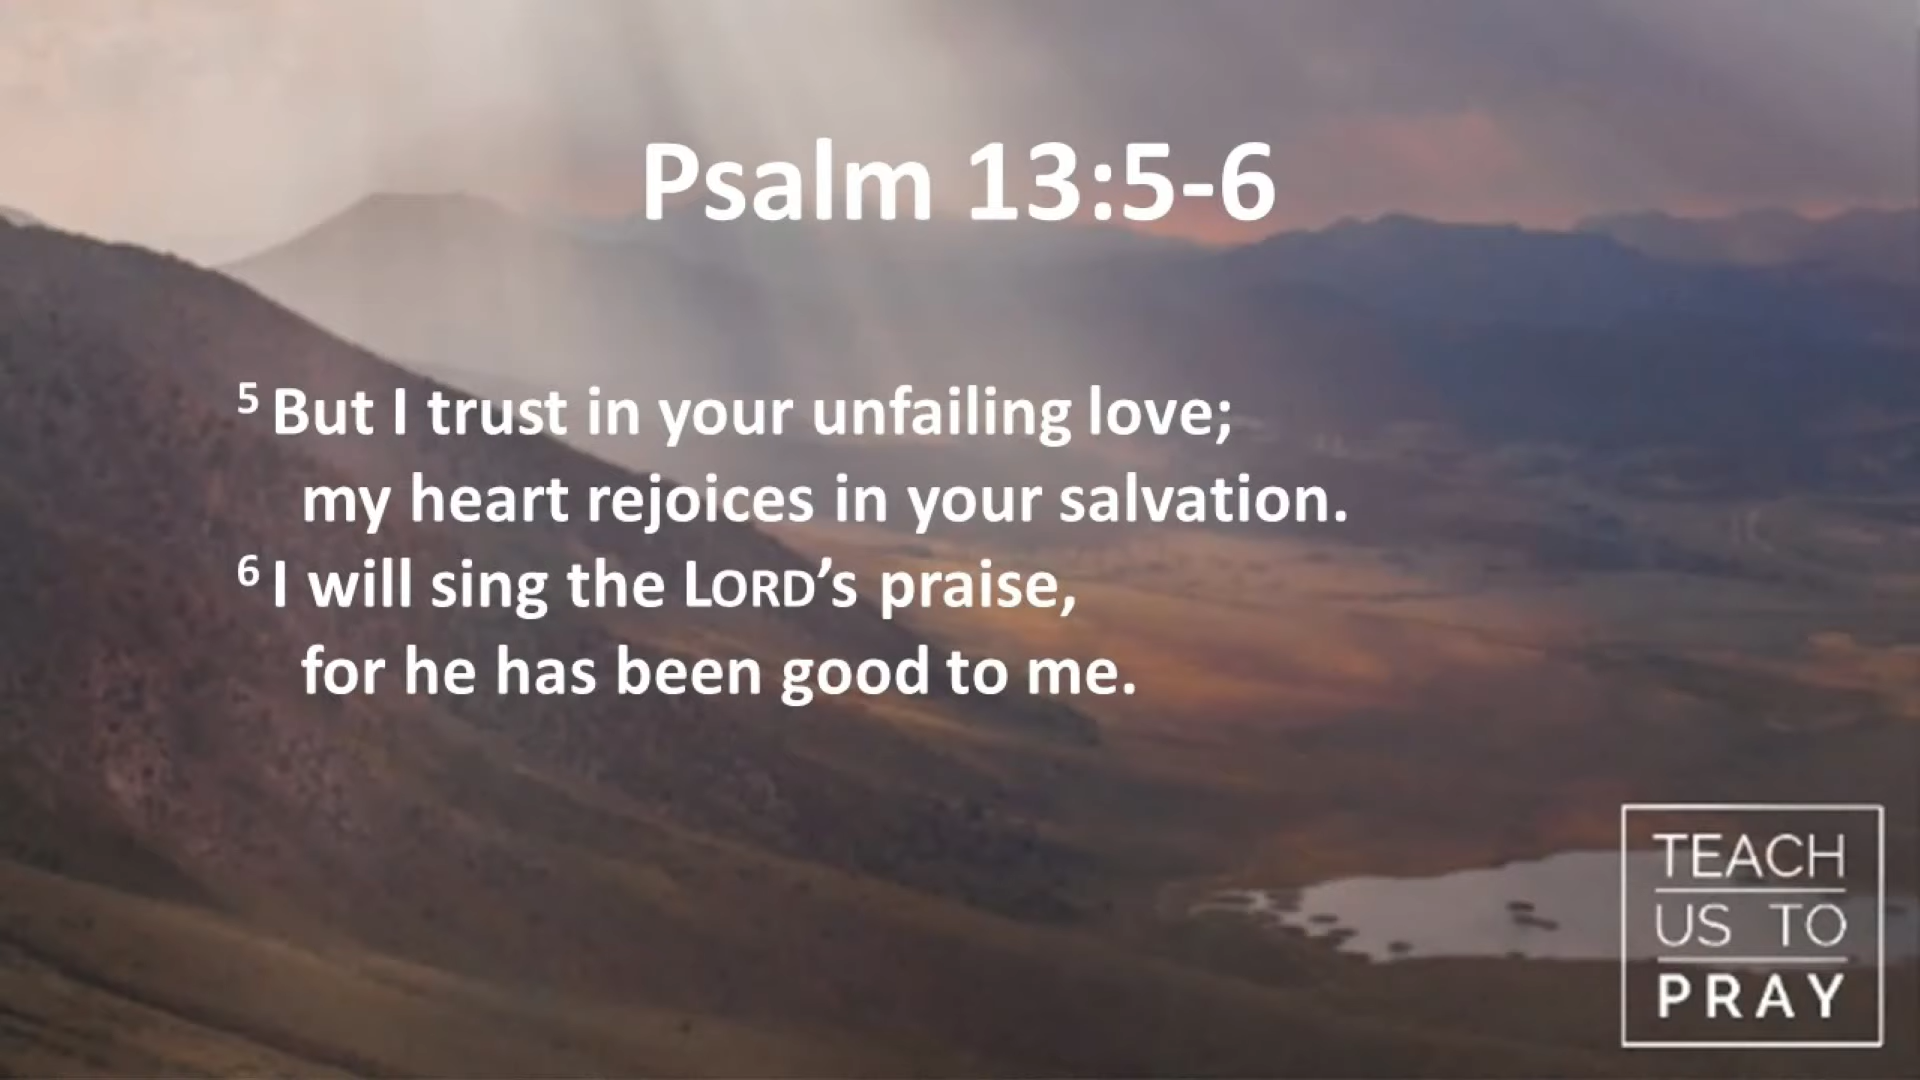 Psalm 13:5-6
5 But I trust in your unfailing love;
my heart rejoices in your salvation.
6 I will sing the LORD’s praise,
for he has been good to me.
TEACH
US TO
PRAY